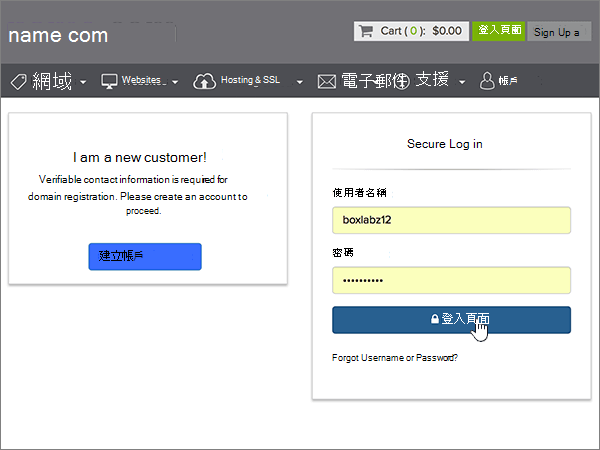 name com
Cart ( 0 ): $0.00
登入頁面
Sign Up a
網域
Websites
Hosting & SSL
電子郵件
支援
帳戶
I am a new customer!
Verifiable contact information is required for
domain registration. Please create an account to
proceed.
建立帳戶
Secure Log in
使用者名稱
boxlabz12
密碼
••••••••••
登入頁面
Forgot Username or Password?